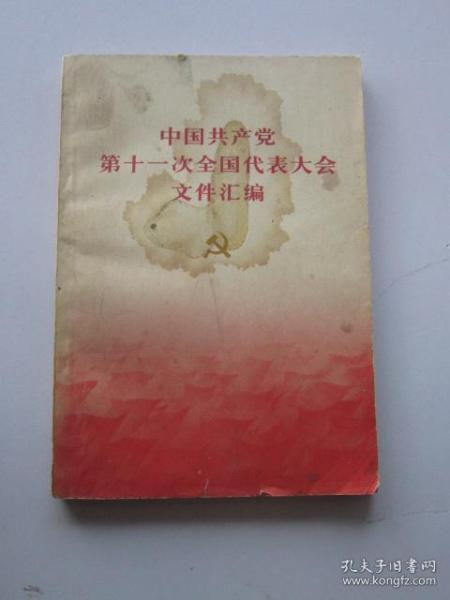 中国共产党
第十一次全国代表大会
文件汇编
孔夫子旧书网
www.kongfz.com